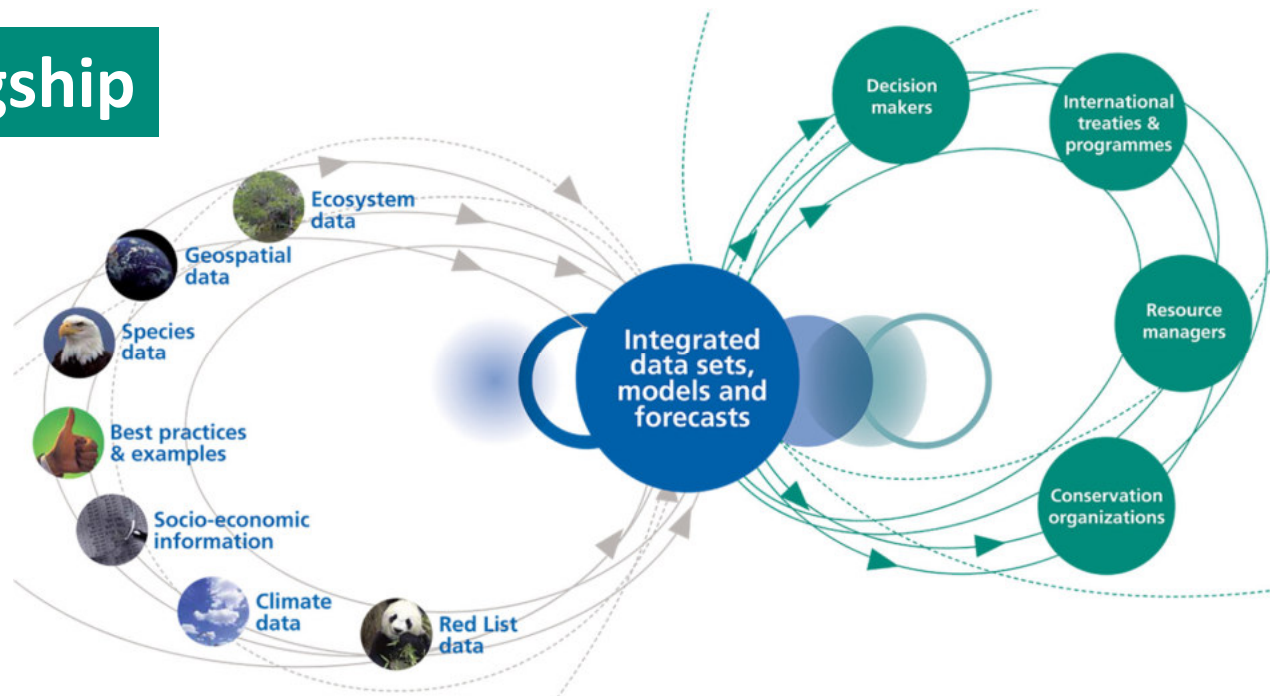 gship
Ecosystem
data
Geospatial
data
Species
data
Best practices
& examples
Socio-economic
information
Climate
data
Red List
data
Integrated
data sets,
models and
forecasts
Decision
makers
International
treaties &
programmes
Resource
managers
Conservation
organizations